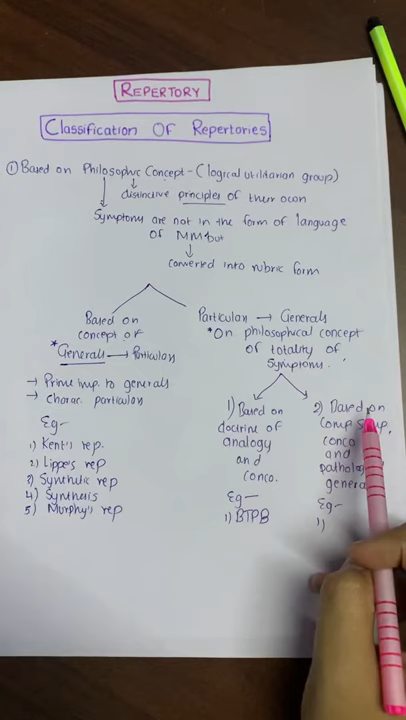 REPERTORY
Classification Of Repertories
① Based on Philosophic Concept - (logical utilitarian group)
distinctive principles of their own
Symptoms are not in the form of language
of MM but
converted into rubric form
Based on
concept of
*Generals → Particulars
→ Prime imp. to generals
→ Charac. particulars
Eg-
1) Kent's rep.
2) Lippe's rep
3) Synthetic rep
4) Synthesis
5) Murphy's rep
Particulars → Generals
*On philosophical concept
of totality of
Symptoms.
1) Based on
doctrine of
analogy
and
conco.
Eg-
1) BTPB
2) Based on
Comp
conco
and
genera
Eg-
1)